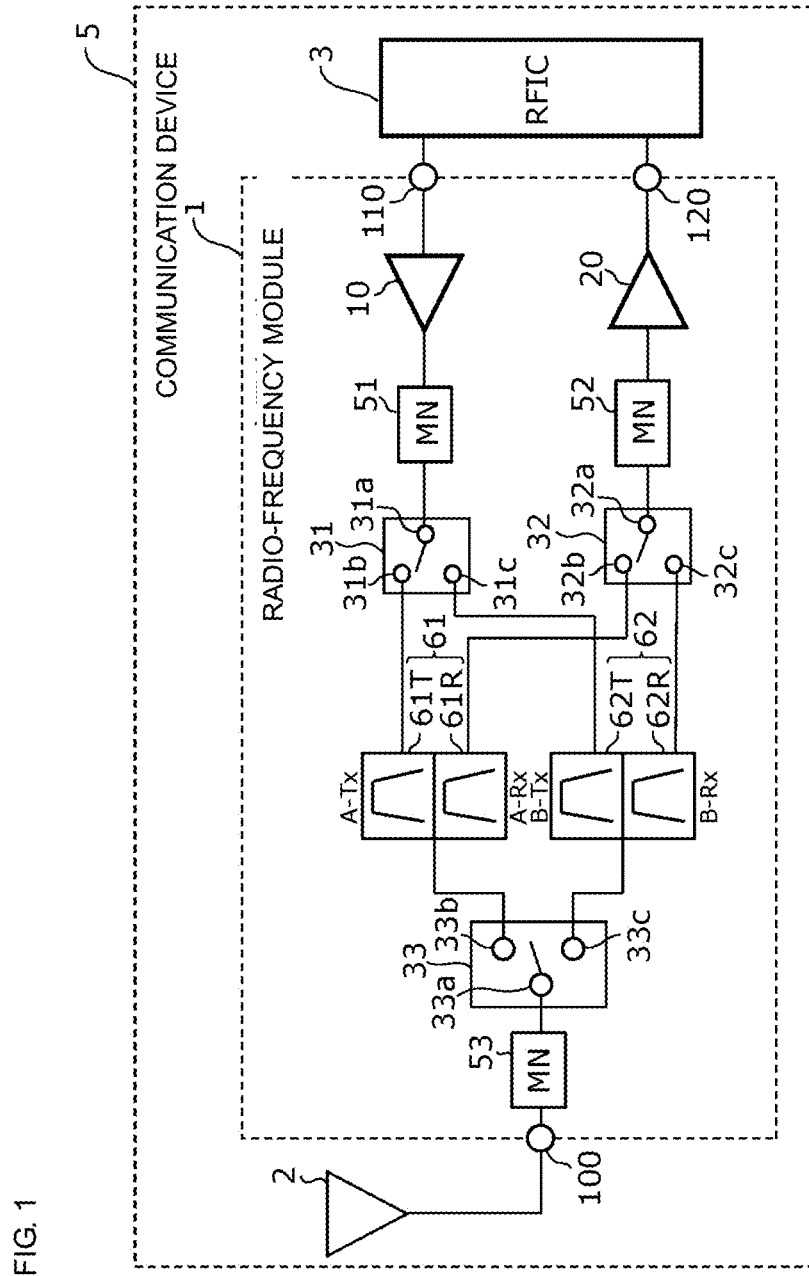 FIG. 1
5
COMMUNICATION DEVICE
1
RADIO-FREQUENCY MODULE
3
RFIC
110
120
10
20
51
MN
52
MN
31
31a
31b
31c
32
32a
32b
32c
61
61T
61R
62
62T
62R
A-Tx
A-Rx
B-Tx
B-Rx
33
33a
33b
33c
53
MN
2
100